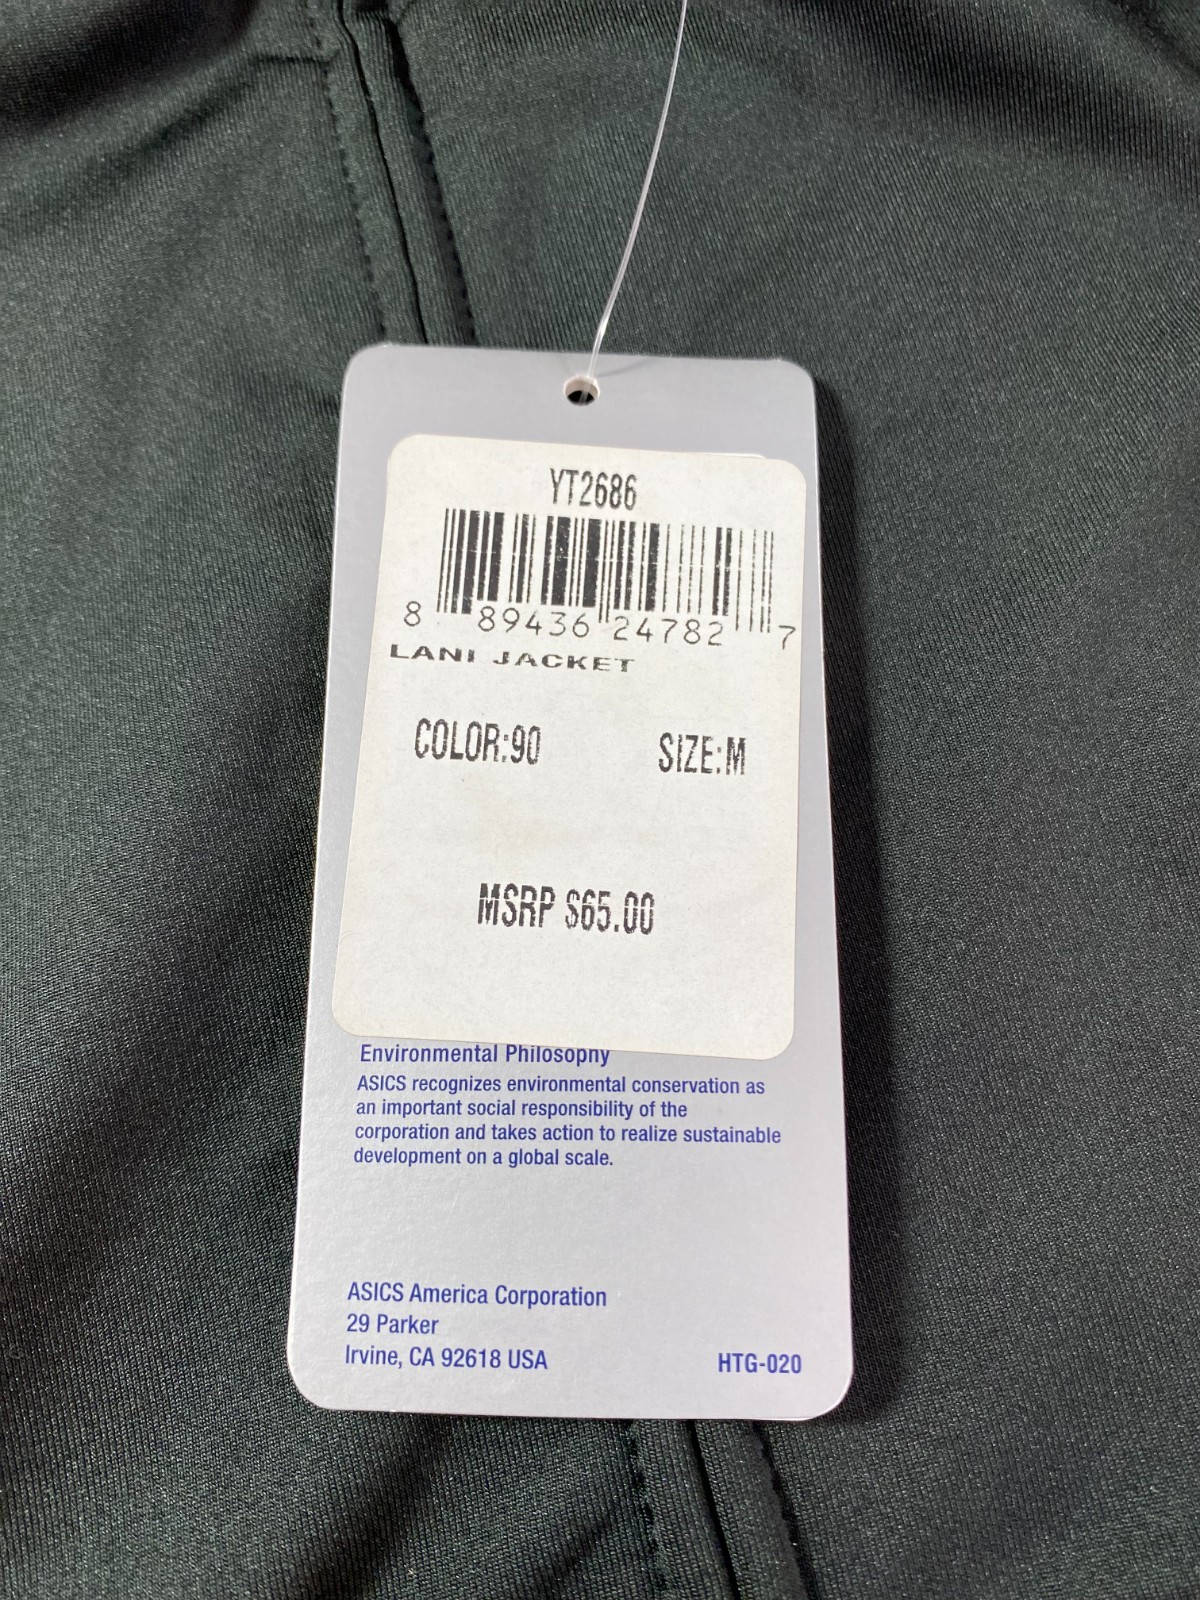 YT2686
8 89436 24782 7
LANI JACKET
COLOR:90 SIZE:M
MSRP $65.00
Environmental Philosophy
ASICS recognizes environmental conservation as
an important social responsibility of the
corporation and takes action to realize sustainable
development on a global scale.
ASICS America Corporation
29 Parker
Irvine, CA 92618 USA HTG-020